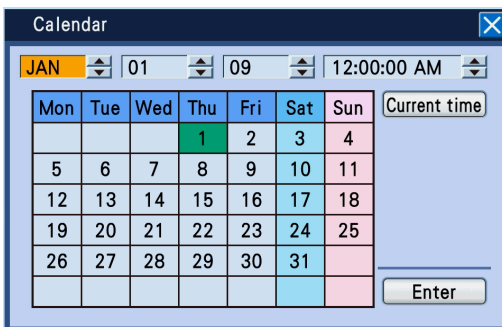 Calendar
JAN 01 09 12:00:00 AM
Mon Tue Wed Thu Fri Sat Sun Current time
1 2 3 4
5 6 7 8 9 10 11
12 13 14 15 16 17 18
19 20 21 22 23 24 25
26 27 28 29 30 31
Enter